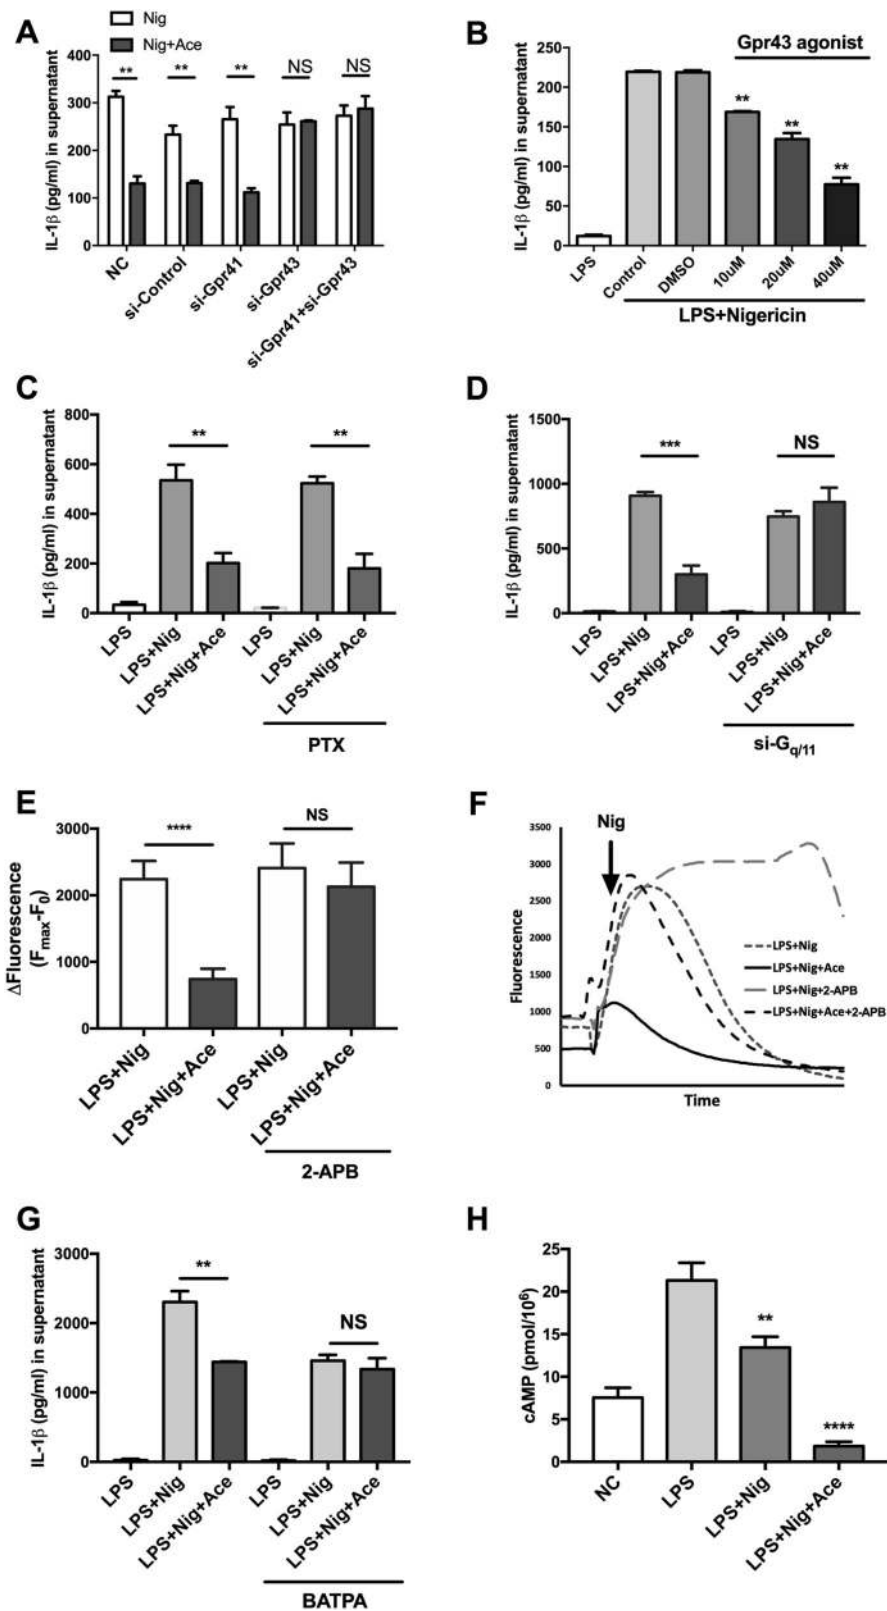 A
Nig
Nig+Ace
IL-1β (pg/ml) in supernatant
400
300
200
100
0
**
**
**
NS
NS
NC
si-Control
si-Gpr41
si-Gpr43
si-Gpr41+si-Gpr43
B
Gpr43 agonist
IL-1β (pg/ml) in supernatant
250
200
150
100
50
0
**
**
**
LPS
Control
DMSO
10uM
20uM
40uM
LPS+Nigericin
C
IL-1β (pg/ml) in supernatant
800
600
400
200
0
**
**
LPS
LPS+Nig
LPS+Nig+Ace
LPS
LPS+Nig
LPS+Nig+Ace
PTX
D
IL-1β (pg/ml) in supernatant
1500
1000
500
0
***
NS
LPS
LPS+Nig
LPS+Nig+Ace
LPS
LPS+Nig
LPS+Nig+Ace
si-Gq/11
E
ΔFluorescence
(Fmax-F0)
3000
2000
1000
0
****
NS
LPS+Nig
LPS+Nig+Ace
LPS+Nig
LPS+Nig+Ace
2-APB
F
Nig
Fluorescence
3500
3000
2500
2000
1500
1000
500
0
LPS+Nig
LPS+Nig+Ace
LPS+Nig+2-APB
LPS+Nig+Ace+2-APB
Time
G
IL-1β (pg/ml) in supernatant
3000
2000
1000
0
**
NS
LPS
LPS+Nig
LPS+Nig+Ace
LPS
LPS+Nig
LPS+Nig+Ace
BATPA
H
cAMP (pmol/10⁶)
25
20
15
10
5
0
**
****
NC
LPS
LPS+Nig
LPS+Nig+Ace